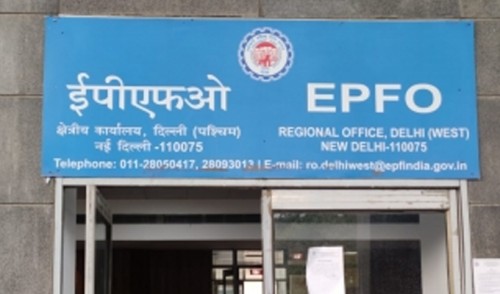 ईपीएफओ
क्षेत्रीय कार्यालय, दिल्ली (पश्चिम)
नई दिल्ली -110075
EPFO
REGIONAL OFFICE, DELHI (WEST)
NEW DELHI-110075
Telephone: 011-28050417, 28093013 | E-mail: ro.delhiwest@epfindia.gov.in